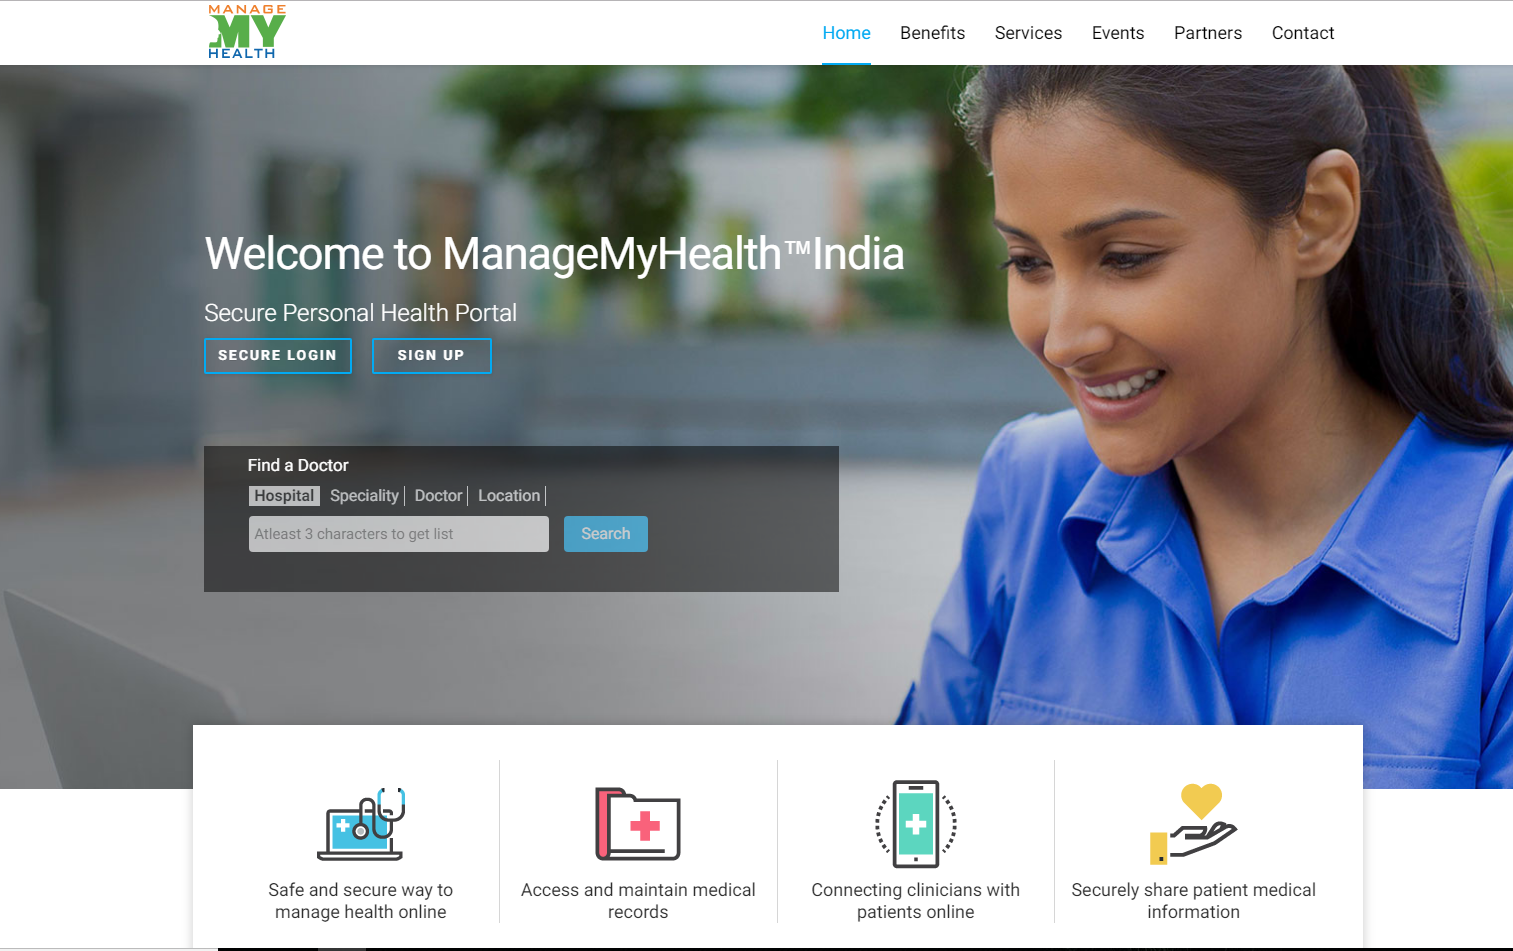 MANAGE
MY
HEALTH
Home Benefits Services Events Partners Contact
Welcome to ManageMyHealth™India
Secure Personal Health Portal
SECURE LOGIN SIGN UP
Find a Doctor
Hospital Speciality Doctor Location
Atleast 3 characters to get list Search
Safe and secure way to
manage health online
Access and maintain medical
records
Connecting clinicians with
patients online
Securely share patient medical
information